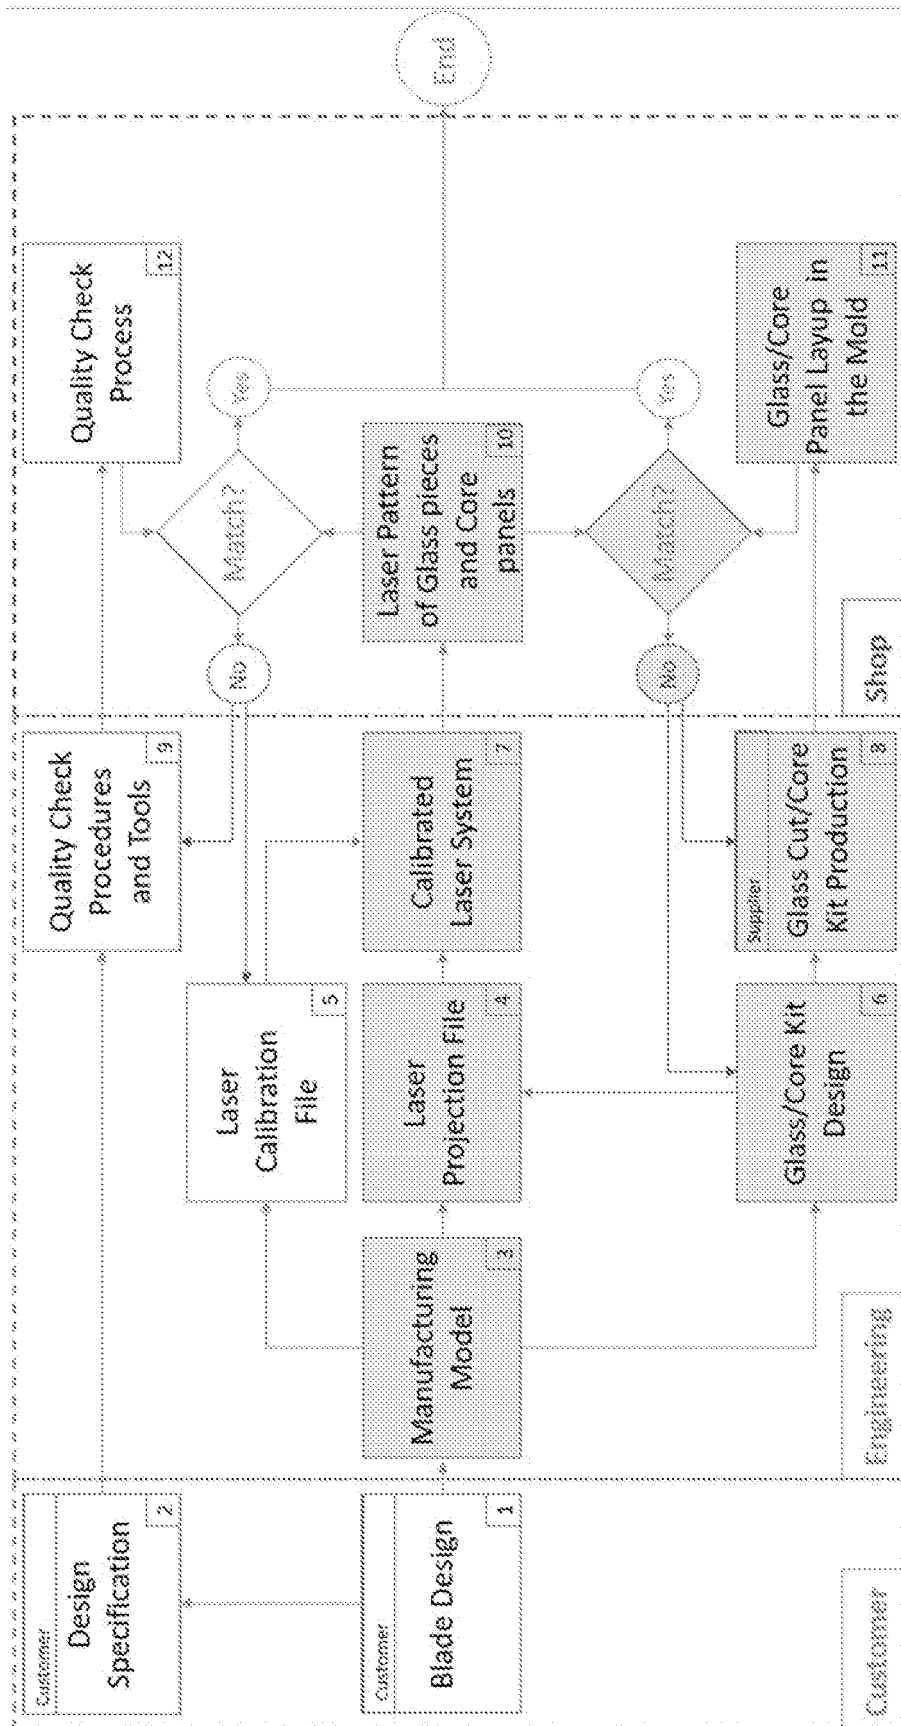 Customer
Design
Specification
2
Customer
Blade Design
1
Customer
Quality Check
Procedures
and Tools
9
Laser
Calibration
File
5
Manufacturing
Model
3
Laser
Projection File
4
Calibrated
Laser System
7
Glass/Core Kit
Design
6
Supplier
Glass Cut/Core
Kit Production
8
Engineering
Quality Check
Process
12
No
Match?
Yes
Laser Pattern
of Glass pieces
and Core
panels
10
No
Match?
Yes
Glass/Core
Panel Layup in
the Mold
11
Shop
End